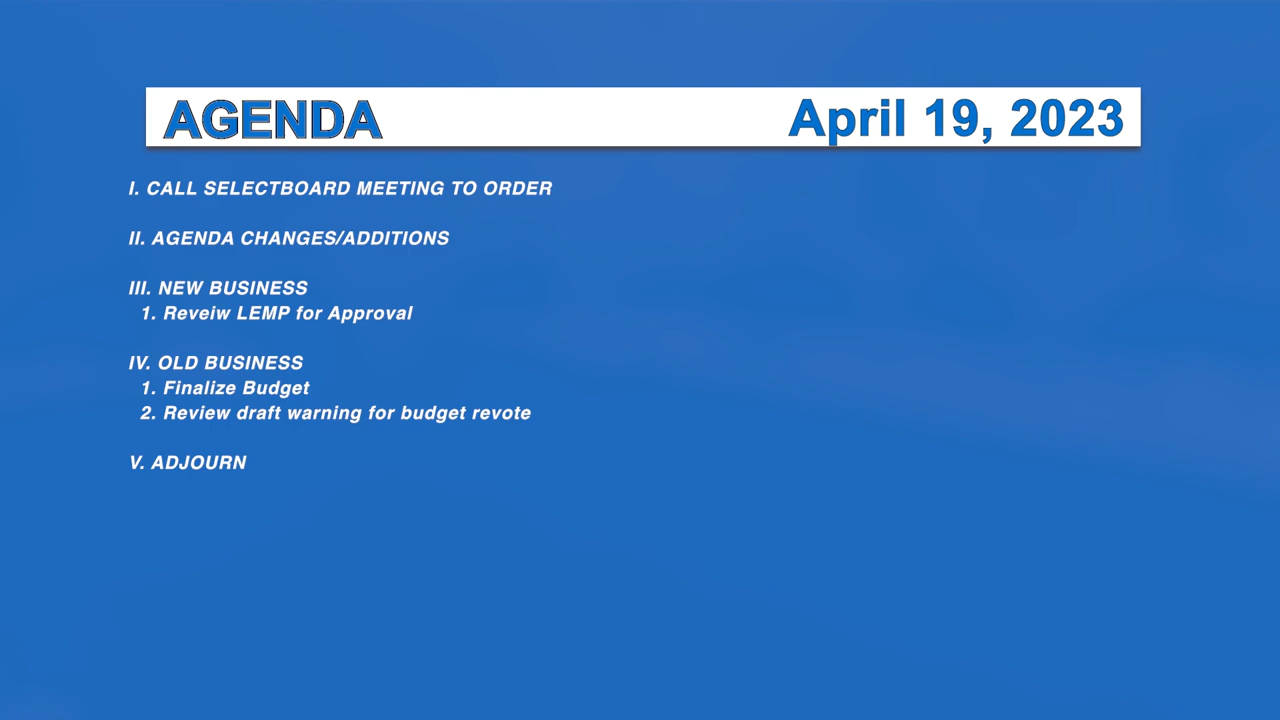 AGENDA April 19, 2023
I. CALL SELECTBOARD MEETING TO ORDER
II. AGENDA CHANGES/ADDITIONS
III. NEW BUSINESS
1. Reveiw LEMP for Approval
IV. OLD BUSINESS
1. Finalize Budget
2. Review draft warning for budget revote
V. ADJOURN